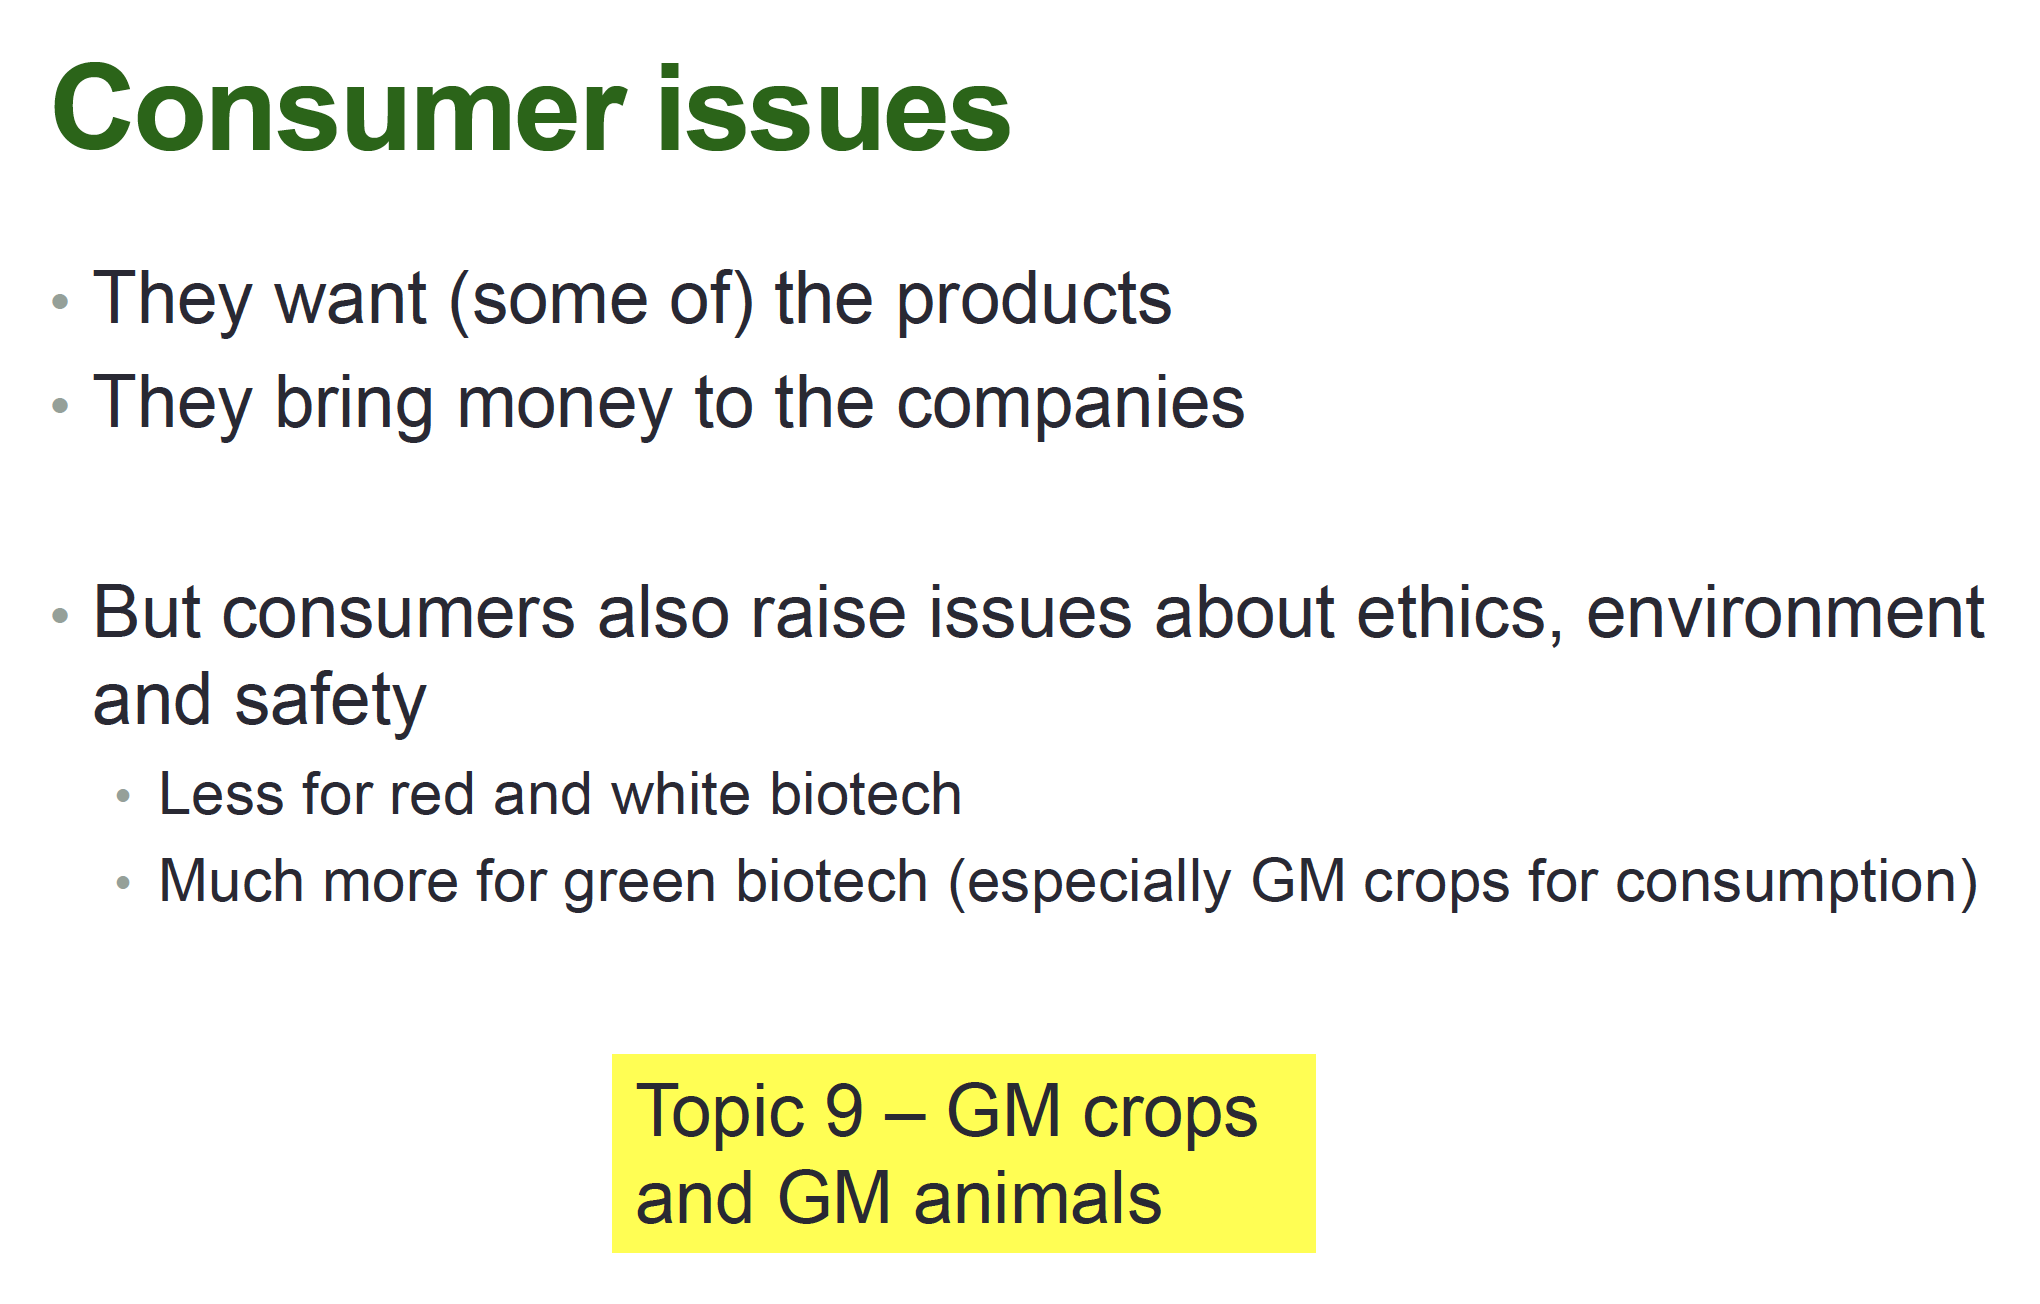 Consumer issues
• They want (some of) the products
• They bring money to the companies
• But consumers also raise issues about ethics, environment
and safety
• Less for red and white biotech
• Much more for green biotech (especially GM crops for consumption)
Topic 9 – GM crops
and GM animals